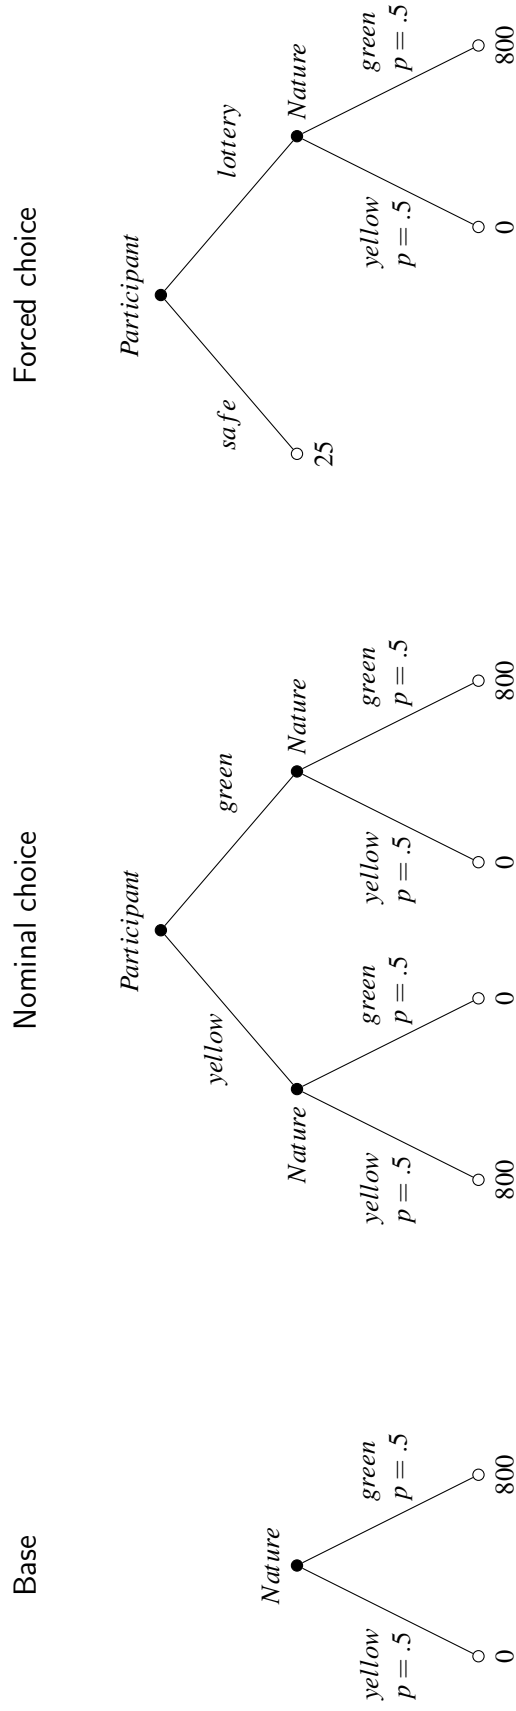 Base
Nature
yellow
p = .5
green
p = .5
0
800
Nominal choice
Participant
yellow
green
Nature
Nature
yellow
p = .5
green
p = .5
yellow
p = .5
green
p = .5
800
0
0
800
Forced choice
Participant
safe
lottery
25
Nature
yellow
p = .5
green
p = .5
0
800